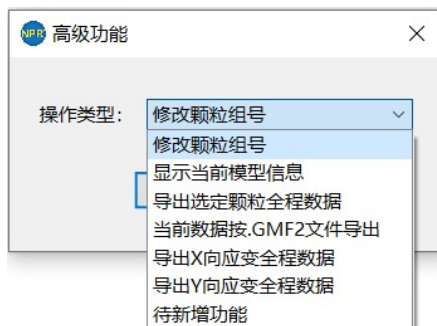 NPR 高级功能
操作类型： 修改颗粒组号
修改颗粒组号
显示当前模型信息
导出选定颗粒全程数据
当前数据按.GMF2文件导出
导出X向应变全程数据
导出Y向应变全程数据
待新增功能